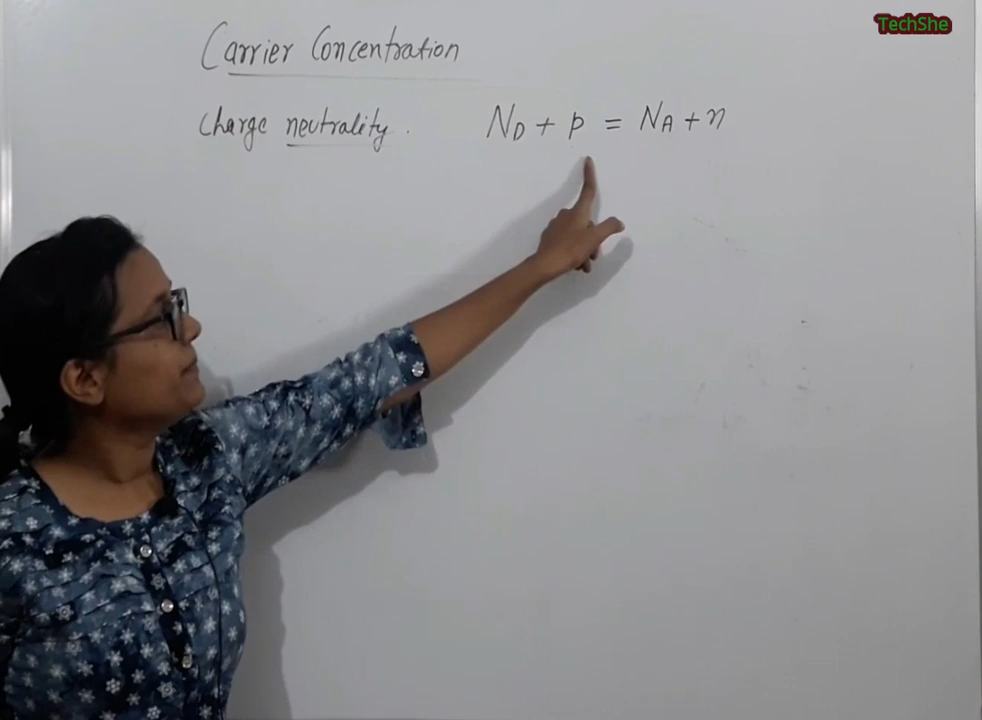 TechShe
Carrier Concentration
Charge neutrality. N_D + p = N_A + n